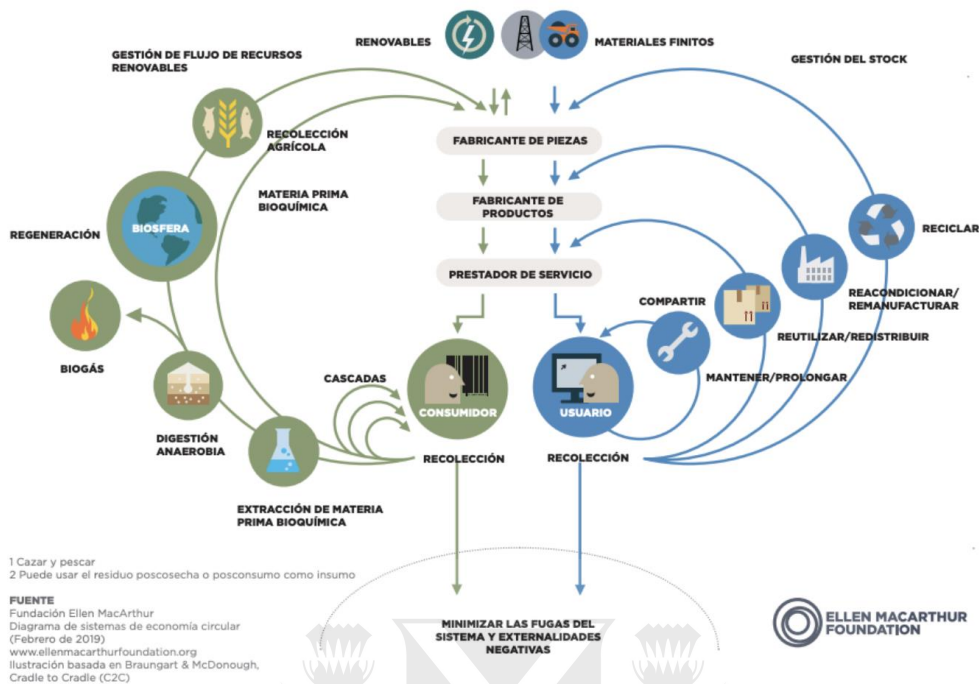 RENOVABLES
MATERIALES FINITOS
GESTIÓN DE FLUJO DE RECURSOS
RENOVABLES
GESTIÓN DEL STOCK
RECOLECCIÓN
AGRÍCOLA
FABRICANTE DE PIEZAS
MATERIA PRIMA
BIOQUÍMICA
FABRICANTE DE
PRODUCTOS
BIOSFERA
REGENERACIÓN
RECICLAR
PRESTADOR DE SERVICIO
REACONDICIONAR/
REMANUFACTURAR
COMPARTIR
REUTILIZAR/REDISTRIBUIR
BIOGÁS
CASCADAS
MANTENER/PROLONGAR
CONSUMIDOR
USUARIO
DIGESTIÓN
ANAEROBIA
RECOLECCIÓN
RECOLECCIÓN
EXTRACCIÓN DE MATERIA
PRIMA BIOQUÍMICA
1 Cazar y pescar
2 Puede usar el residuo poscosecha o posconsumo como insumo
FUENTE
Fundación Ellen MacArthur
Diagrama de sistemas de economía circular
(Febrero de 2019)
www.ellenmacarthurfoundation.org
Ilustración basada en Braungart & McDonough,
Cradle to Cradle (C2C)
MINIMIZAR LAS FUGAS DEL
SISTEMA Y EXTERNALIDADES
NEGATIVAS
ELLEN MACARTHUR
FOUNDATION